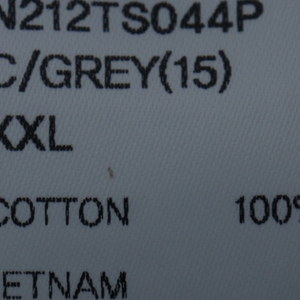 N212TS044P
C/GREY(15)
XXL
COTTON 100%
ETNAM